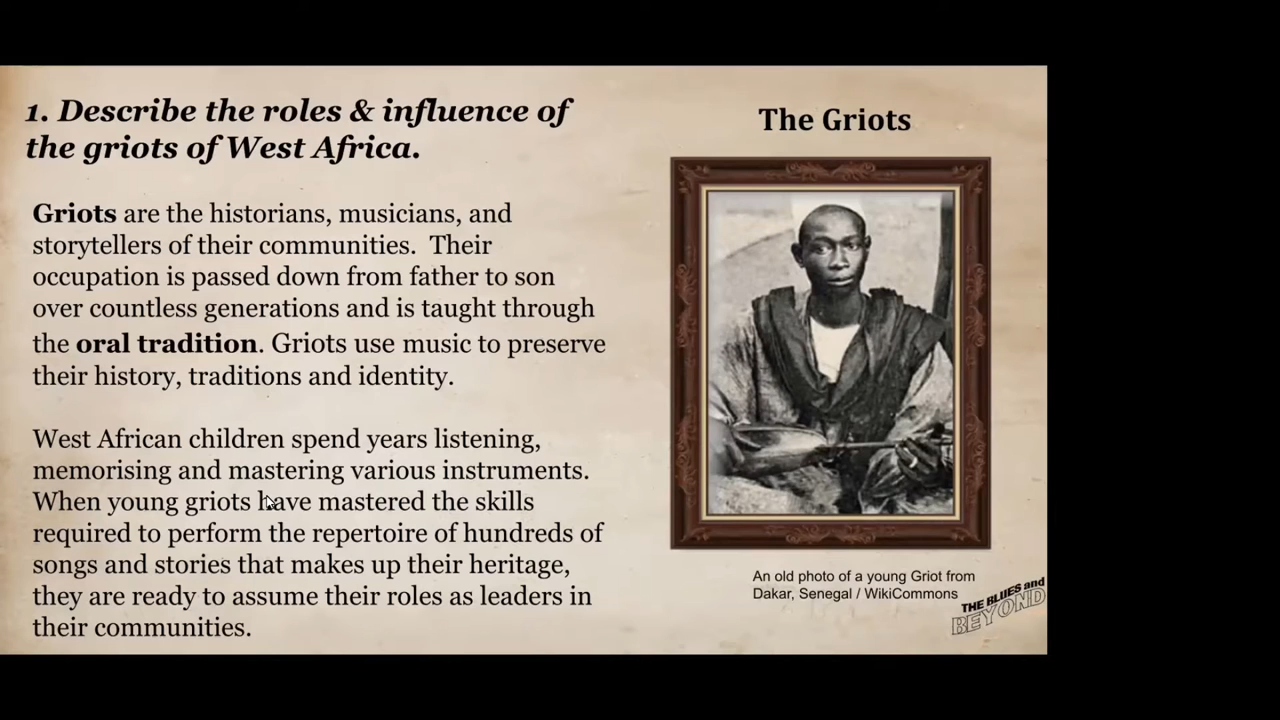 1. Describe the roles & influence of
the griots of West Africa.
Griots are the historians, musicians, and
storytellers of their communities.  Their
occupation is passed down from father to son
over countless generations and is taught through
the oral tradition. Griots use music to preserve
their history, traditions and identity.
West African children spend years listening,
memorising and mastering various instruments.
When young griots have mastered the skills
required to perform the repertoire of hundreds of
songs and stories that makes up their heritage,
they are ready to assume their roles as leaders in
their communities.
The Griots
An old photo of a young Griot from
Dakar, Senegal / WikiCommons
THE BLUES and
BEYOND